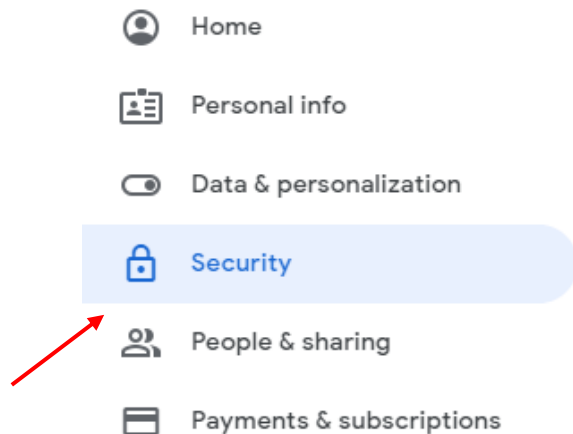 Home
Personal info
Data & personalization
Security
People & sharing
Payments & subscriptions